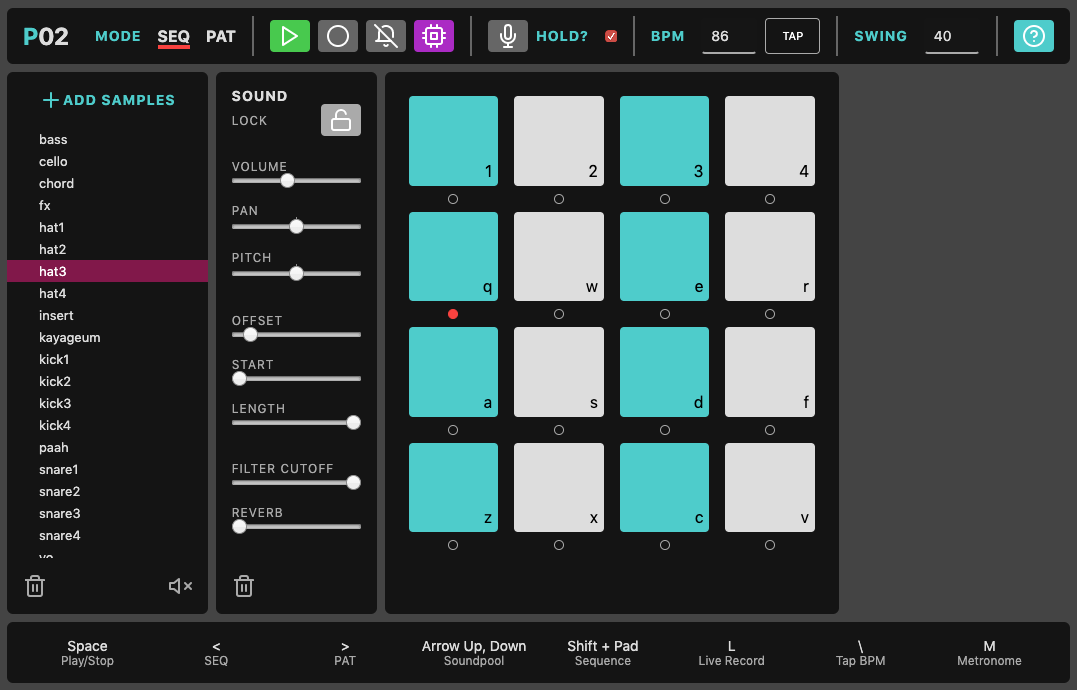 P02 MODE SEQ PAT HOLD? BPM 86 TAP SWING 40
ADD SAMPLES
bass
cello
chord
fx
hat1
hat2
hat3
hat4
insert
kayageum
kick1
kick2
kick3
kick4
paah
snare1
snare2
snare3
snare4
SOUND
LOCK
VOLUME
PAN
PITCH
OFFSET
START
LENGTH
FILTER CUTOFF
REVERB
1 2 3 4
q w e r
a s d f
z x c v
Space < > Arrow Up, Down Shift + Pad L \ M
Play/Stop SEQ PAT Soundpool Sequence Live Record Tap BPM Metronome